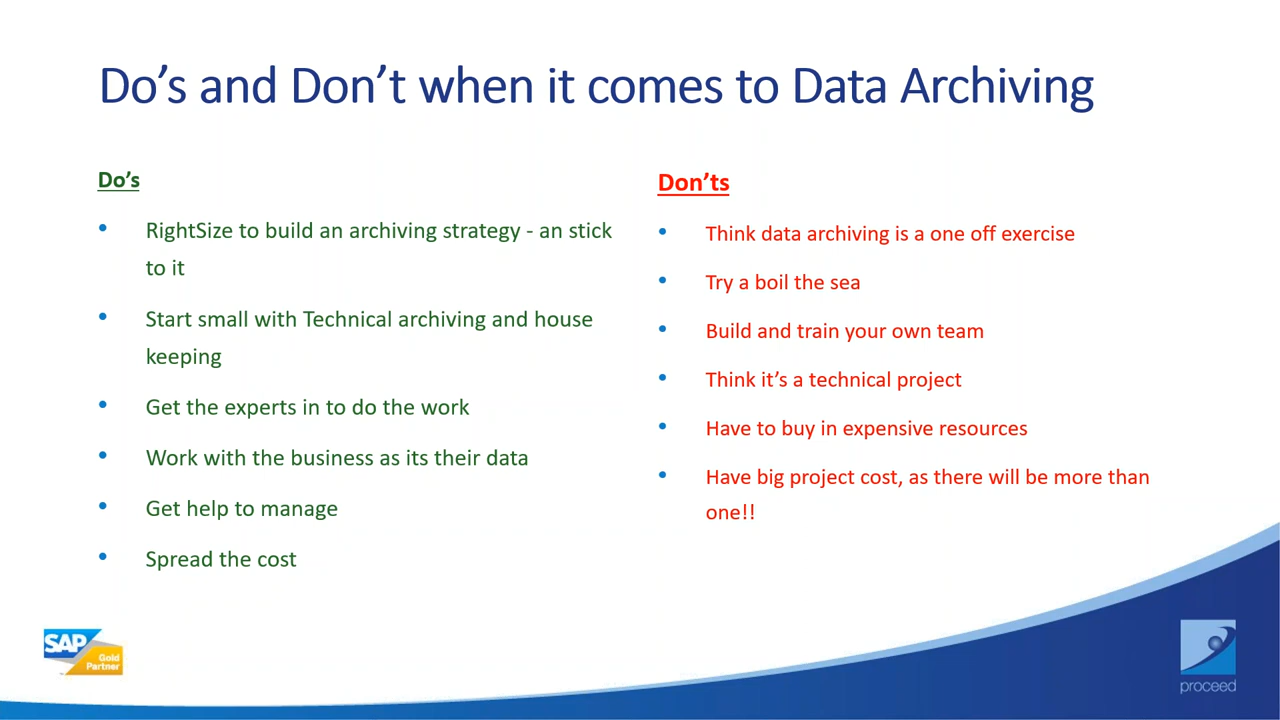 Do’s and Don’t when it comes to Data Archiving
Do’s
• RightSize to build an archiving strategy - an stick
to it
• Start small with Technical archiving and house
keeping
• Get the experts in to do the work
• Work with the business as its their data
• Get help to manage
• Spread the cost
Don’ts
• Think data archiving is a one off exercise
• Try a boil the sea
• Build and train your own team
• Think it’s a technical project
• Have to buy in expensive resources
• Have big project cost, as there will be more than
one!!
SAP
Gold
Partner
proceed